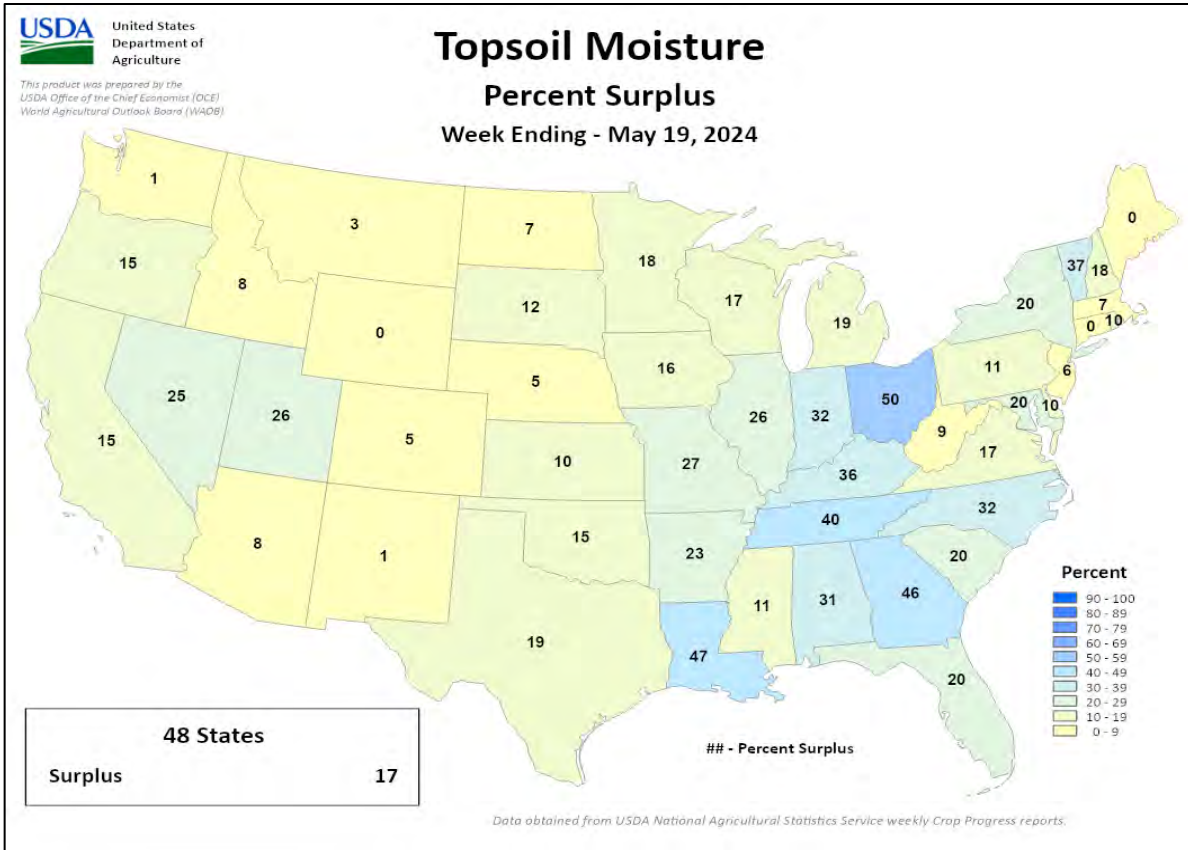 USDA
United States
Department of
Agriculture
This product was prepared by the
USDA Office of the Chief Economist (OCE)
World Agricultural Outlook Board (WAOB)
Topsoil Moisture
Percent Surplus
Week Ending - May 19, 2024
1
3
7
0
15
8
18
37
18
12
17
20
7
0
19
0
10
16
11
6
5
25
26
50
20
10
5
26
32
9
15
10
27
36
17
40
32
8
1
15
23
20
11
31
46
19
47
20
Percent
90 - 100
80 - 89
70 - 79
60 - 69
50 - 59
40 - 49
30 - 39
20 - 29
10 - 19
0 - 9
48 States
Surplus 17
## - Percent Surplus
Data obtained from USDA National Agricultural Statistics Service weekly Crop Progress reports.